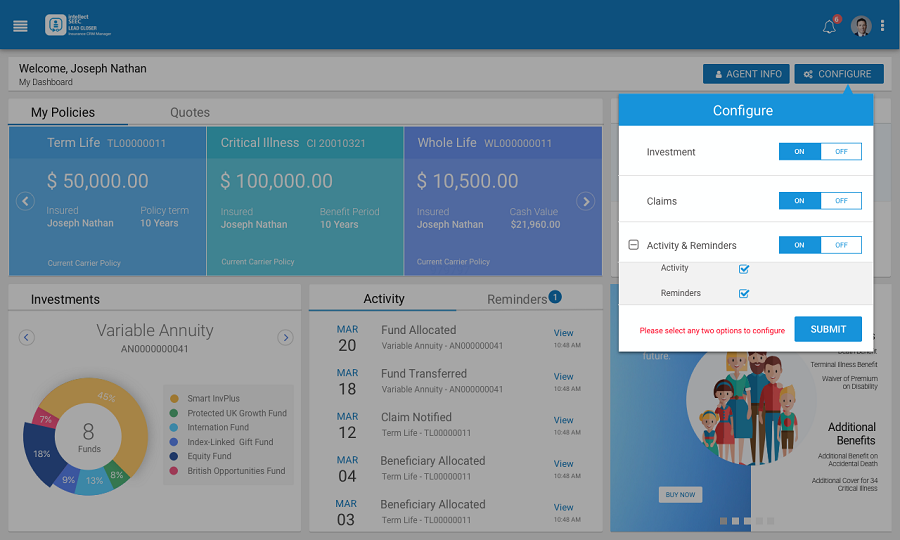 intellect
SEEC
LEAD CLOSER
Insurance CRM Manager
6
Welcome, Joseph Nathan
My Dashboard
AGENT INFO
CONFIGURE
My Policies
Quotes
Term Life TL00000011
$ 50,000.00
Insured
Joseph Nathan
Policy term
10 Years
Current Carrier Policy
Critical Illness CI 20010321
$ 100,000.00
Insured
Joseph Nathan
Benefit Period
10 Years
Current Carrier Policy
Whole Life WL000000011
$ 10,500.00
Insured
Joseph Nathan
Cash Value
$21,960.00
Current Carrier Policy
Configure
Investment
ON
OFF
Claims
ON
OFF
Activity & Reminders
ON
OFF
Activity
Reminders
Please select any two options to configure
SUBMIT
Investments
Variable Annuity
AN0000000041
45%
7%
18%
9%
13%
8%
8
Funds
Smart InvPlus
Protected UK Growth Fund
Internation Fund
Index-Linked Gift Fund
Equity Fund
British Opportunities Fund
Activity
Reminders
1
MAR
20
Fund Allocated
Variable Annuity - AN000000041
View
10:48 AM
MAR
18
Fund Transferred
Variable Annuity - AN000000041
View
10:48 AM
MAR
12
Claim Notified
Term Life - TL00000011
View
10:48 AM
MAR
04
Beneficiary Allocated
Term Life - TL00000011
View
10:48 AM
MAR
03
Beneficiary Allocated
Term Life - TL00000011
View
10:48 AM
future.
Death Benefit
Terminal Illness Benefit
Waiver of Premium
on Disability
Additional
Benefits
Additional Benefit on
Accidental Death
Additional Cover for 34
Critical Illness
BUY NOW